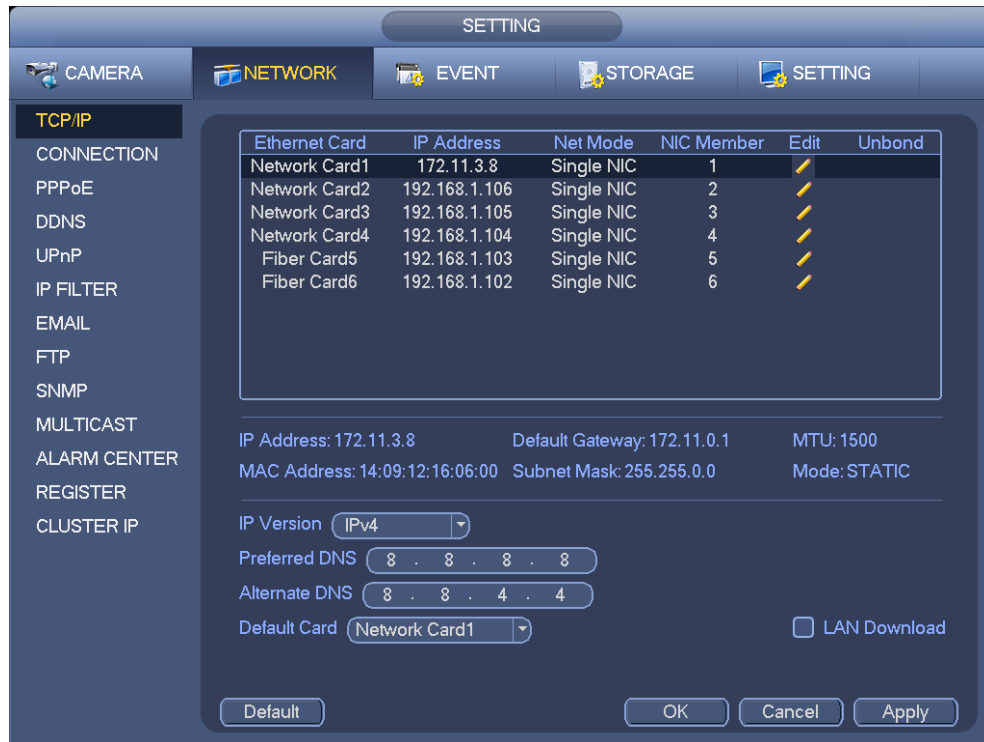 SETTING
CAMERA NETWORK EVENT STORAGE SETTING
TCP/IP
CONNECTION
PPPoE
DDNS
UPnP
IP FILTER
EMAIL
FTP
SNMP
MULTICAST
ALARM CENTER
REGISTER
CLUSTER IP
Ethernet Card IP Address Net Mode NIC Member Edit Unbond
Network Card1 172.11.3.8 Single NIC 1
Network Card2 192.168.1.106 Single NIC 2
Network Card3 192.168.1.105 Single NIC 3
Network Card4 192.168.1.104 Single NIC 4
Fiber Card5 192.168.1.103 Single NIC 5
Fiber Card6 192.168.1.102 Single NIC 6
IP Address: 172.11.3.8 Default Gateway: 172.11.0.1 MTU: 1500
MAC Address: 14:09:12:16:06:00 Subnet Mask: 255.255.0.0 Mode: STATIC
IP Version IPv4
Preferred DNS 8 . 8 . 8 . 8
Alternate DNS 8 . 8 . 4 . 4
Default Card Network Card1 LAN Download
Default OK Cancel Apply